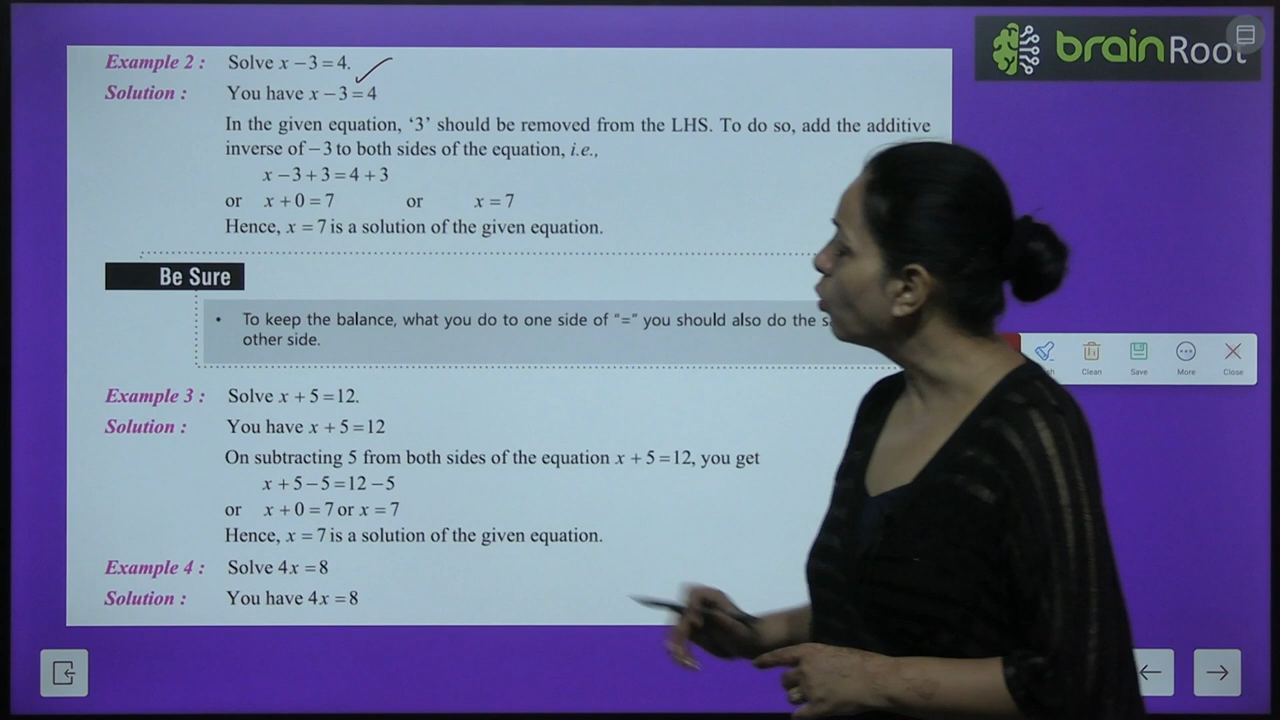 brainRoot
Example 2 : Solve x – 3 = 4.
Solution : You have x – 3 = 4
In the given equation, ‘3’ should be removed from the LHS. To do so, add the additive
inverse of – 3 to both sides of the equation, i.e.,
x – 3 + 3 = 4 + 3
or x + 0 = 7 or x = 7
Hence, x = 7 is a solution of the given equation.
Be Sure
• To keep the balance, what you do to one side of “=” you should also do the
other side.
Clean Save More Close
Example 3 : Solve x + 5 = 12.
Solution : You have x + 5 = 12
On subtracting 5 from both sides of the equation x + 5 = 12, you get
x + 5 – 5 = 12 – 5
or x + 0 = 7 or x = 7
Hence, x = 7 is a solution of the given equation.
Example 4 : Solve 4x = 8
Solution : You have 4x = 8